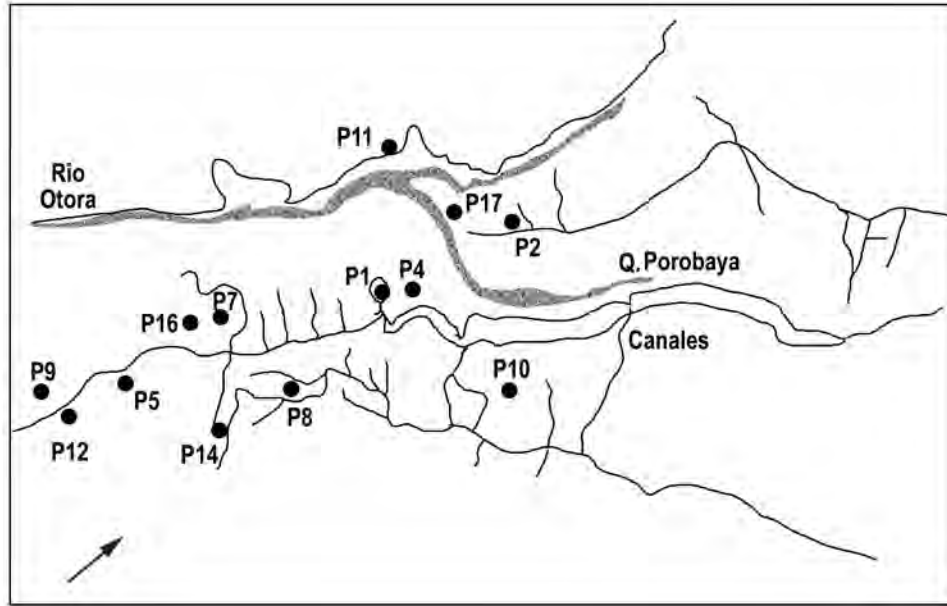 P11
Rio
Otora
P17
P2
Q. Porobaya
P1
P4
P7
P16
Canales
P9
P5
P8
P10
P12
P14